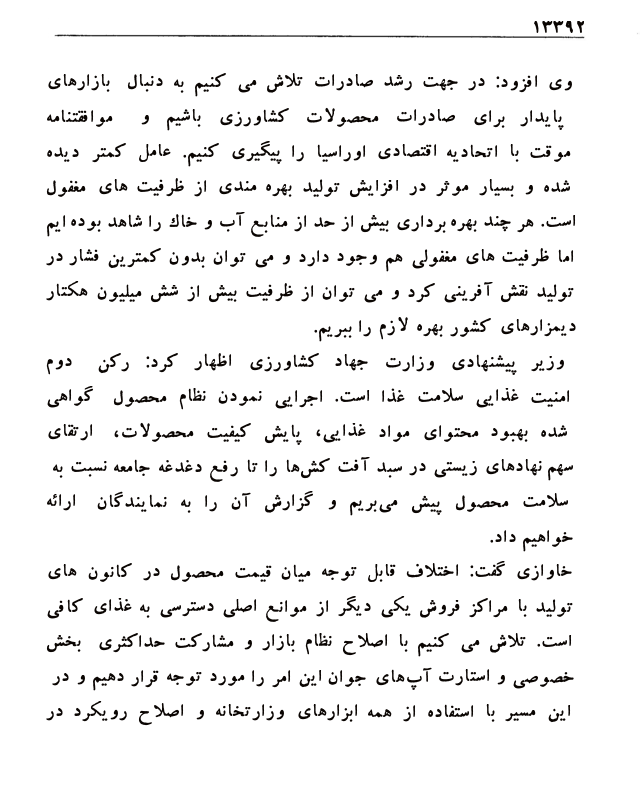 ۱۳۳۹۲
وی افزود: در جهت رشد صادرات تلاش می کنیم به دنبال بازارهای
پایدار برای صادرات محصولات کشاورزی باشیم و موافقتنامه
موقت با اتحادیه اقتصادی اوراسیا را پیگیری کنیم. عامل کمتر دیده
شده و بسیار موثر در افزایش تولید بهره مندی از ظرفیت های مغفول
است. هر چند بهره برداری بیش از حد از منابع آب و خاك را شاهد بوده ایم
اما ظرفیت های مغفولی هم وجود دارد و می توان بدون کمترین فشار در
تولید نقش آفرینی کرد و می توان از ظرفیت بیش از شش میلیون هکتار
دیمزارهای کشور بهره لازم را ببریم.
وزیر پیشنهادی وزارت جهاد کشاورزی اظهار کرد: رکن دوم
امنیت غذایی سلامت غذا است. اجرایی نمودن نظام محصول گواهی
شده بهبود محتوای مواد غذایی، پایش کیفیت محصولات، ارتقای
سهم نهادهای زیستی در سبد آفت کش‌ها را تا رفع دغدغه جامعه نسبت به
سلامت محصول پیش می‌بریم و گزارش آن را به نمایندگان ارائه
خواهیم داد.
خاوازی گفت: اختلاف قابل توجه میان قیمت محصول در کانون های
تولید با مراکز فروش یکی دیگر از موانع اصلی دسترسی به غذای کافی
است. تلاش می کنیم با اصلاح نظام بازار و مشارکت حداکثری بخش
خصوصی و استارت آپ‌های جوان این امر را مورد توجه قرار دهیم و در
این مسیر با استفاده از همه ابزارهای وزارتخانه و اصلاح رویکرد در